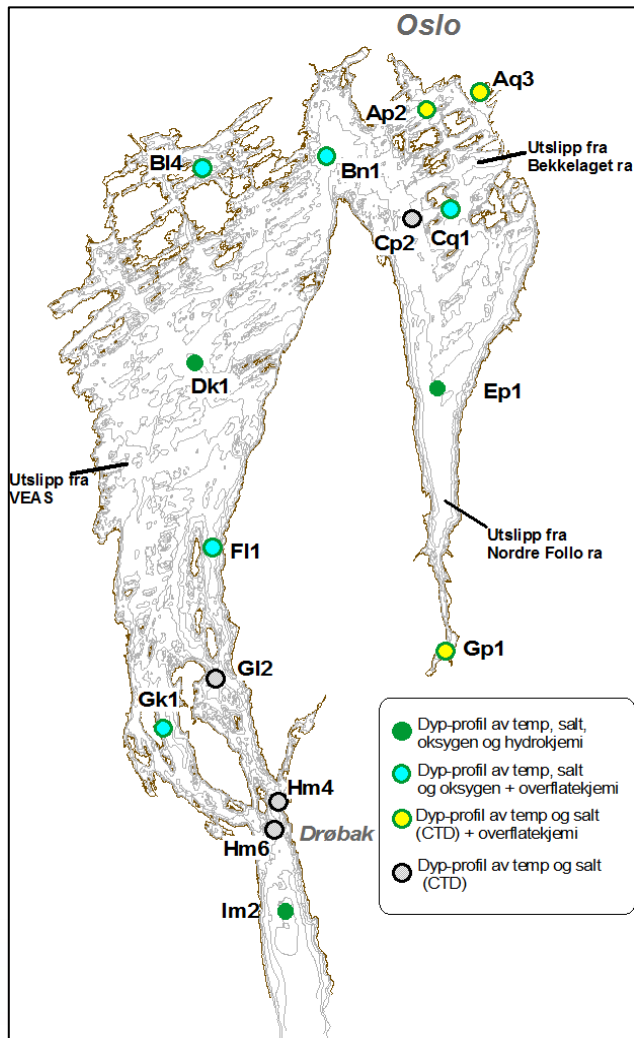 Oslo
Aq3
Ap2
Utslipp fra
Bekkelaget ra
Bl4
Bn1
Cp2
Cq1
Dk1
Ep1
Utslipp fra
VEAS
Utslipp fra
Nordre Follo ra
Fl1
Gp1
Gl2
Gk1
Hm4
Hm6
Drøbak
Im2
Dyp-profil av temp, salt,
oksygen og hydrokjemi
Dyp-profil av temp, salt
og oksygen + overflatekjemi
Dyp-profil av temp og salt
(CTD) + overflatekjemi
Dyp-profil av temp og salt
(CTD)